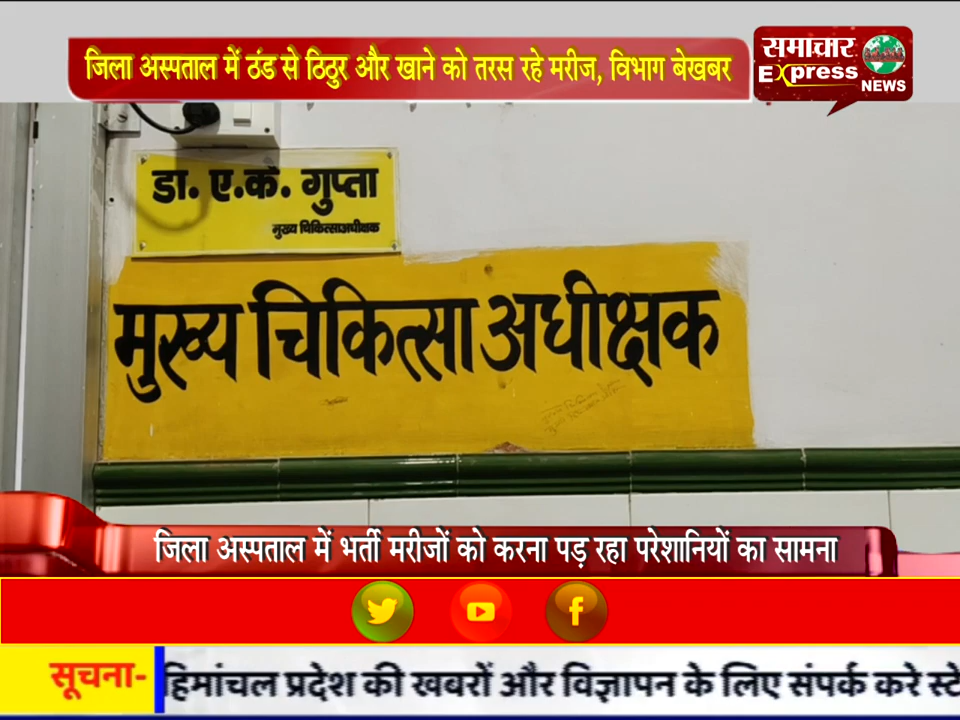 जिला अस्पताल में ठंड से ठिठुर और खाने को तरस रहे मरीज, विभाग बेखबर
समाचार
Express
NEWS
डा. ए.के. गुप्ता
मुख्य चिकित्साअधीक्षक
मुख्य चिकित्सा अधीक्षक
जिला अस्पताल में भर्ती मरीजों को करना पड़ रहा परेशानियों का सामना
सूचना- हिमांचल प्रदेश की खबरों और विज्ञापन के लिए संपर्क करे